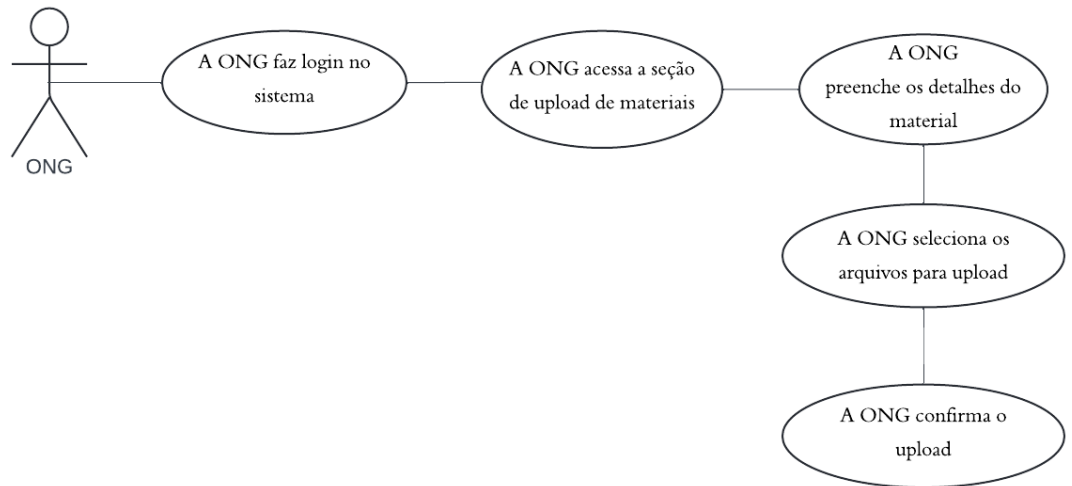 ONG
A ONG faz login no
sistema
A ONG acessa a seção
de upload de materiais
A ONG
preenche os detalhes do
material
A ONG seleciona os
arquivos para upload
A ONG confirma o
upload